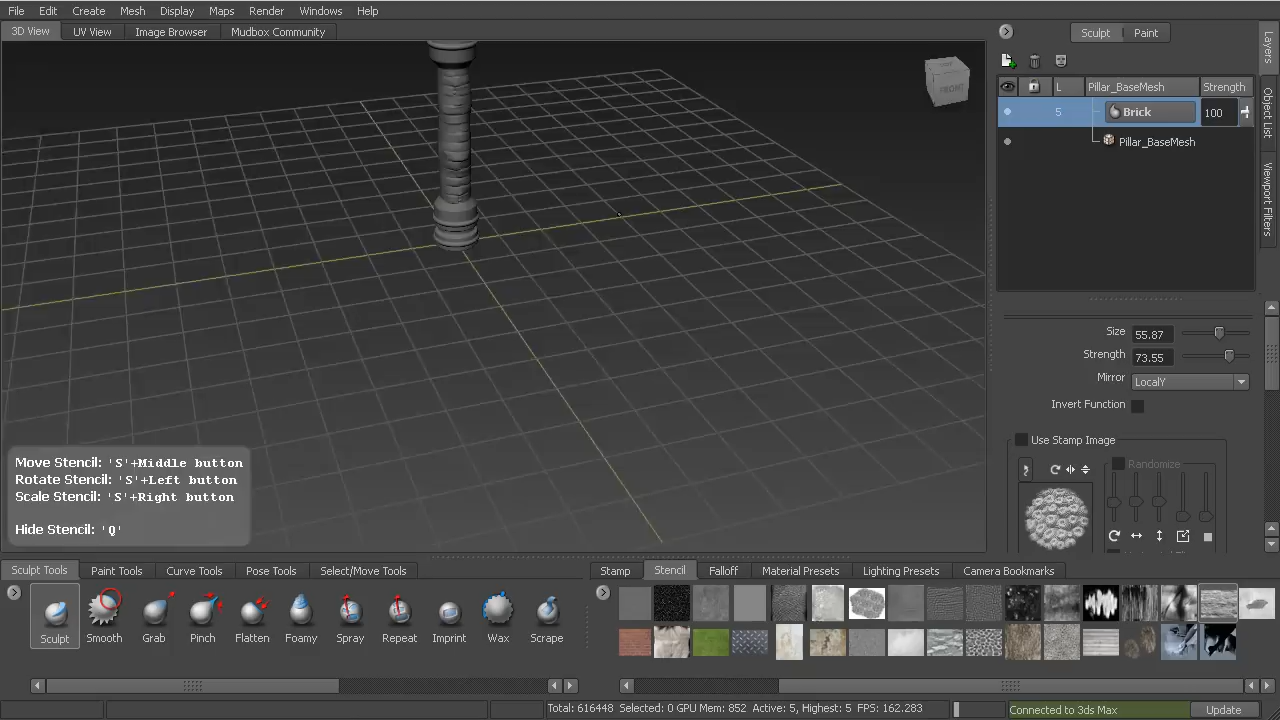 File Edit Create Mesh Display Maps Render Windows Help
3D View UV View Image Browser Mudbox Community
FRONT
Sculpt | Paint
L Pillar_BaseMesh Strength
5 Brick 100
Pillar_BaseMesh
Layers
Object List
Viewport Filters
Size 55.87
Strength 73.55
Mirror LocalY
Invert Function
Use Stamp Image
Randomize
Move Stencil: 'S'+Middle button
Rotate Stencil: 'S'+Left button
Scale Stencil: 'S'+Right button
Hide Stencil: 'Q'
Sculpt Tools Paint Tools Curve Tools Pose Tools Select/Move Tools
Stamp Stencil Falloff Material Presets Lighting Presets Camera Bookmarks
Sculpt Smooth Grab Pinch Flatten Foamy Spray Repeat Imprint Wax Scrape
Total: 616448 Selected: 0 GPU Mem: 852 Active: 5, Highest: 5 FPS: 162.283
Connected to 3ds Max Update